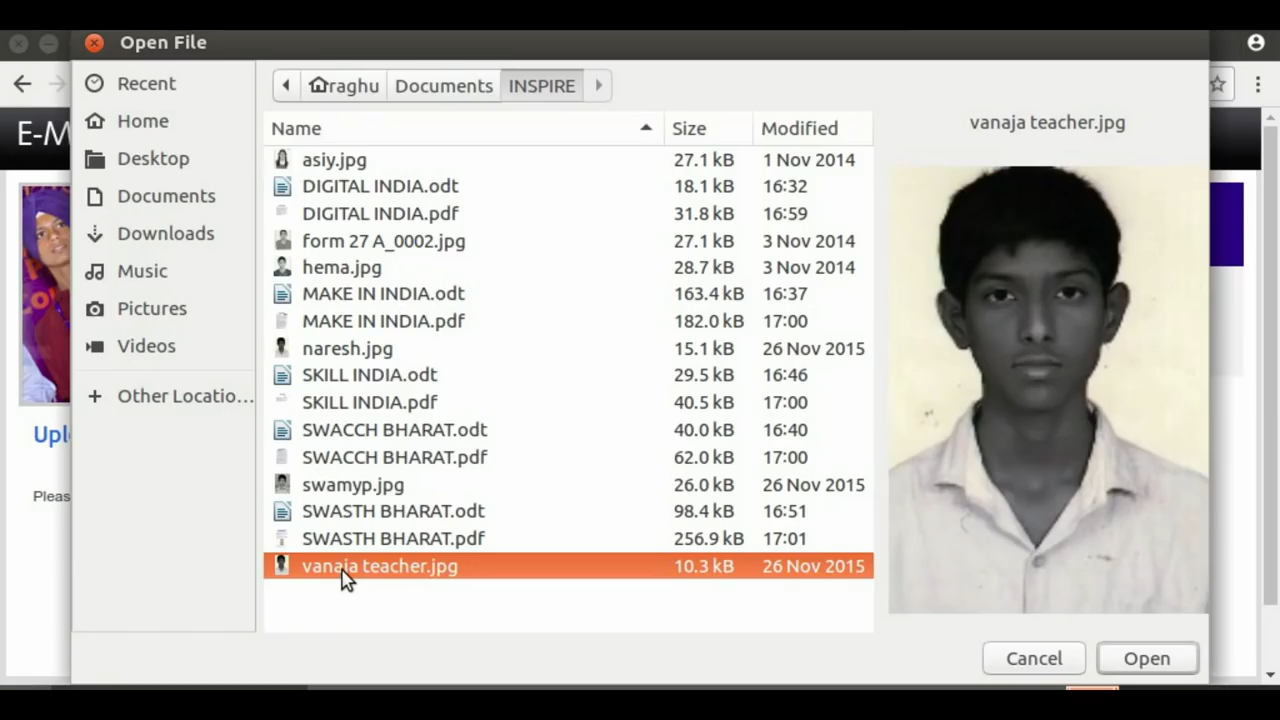 Open File
Recent
Home
Desktop
Documents
Downloads
Music
Pictures
Videos
Other Locatio...
raghu Documents INSPIRE
Name Size Modified
asiy.jpg 27.1 kB 1 Nov 2014
DIGITAL INDIA.odt 18.1 kB 16:32
DIGITAL INDIA.pdf 31.8 kB 16:59
form 27 A_0002.jpg 27.1 kB 3 Nov 2014
hema.jpg 28.7 kB 3 Nov 2014
MAKE IN INDIA.odt 163.4 kB 16:37
MAKE IN INDIA.pdf 182.0 kB 17:00
naresh.jpg 15.1 kB 26 Nov 2015
SKILL INDIA.odt 29.5 kB 16:46
SKILL INDIA.pdf 40.5 kB 17:00
SWACCH BHARAT.odt 40.0 kB 16:40
SWACCH BHARAT.pdf 62.0 kB 17:00
swamyp.jpg 26.0 kB 26 Nov 2015
SWASTH BHARAT.odt 98.4 kB 16:51
SWASTH BHARAT.pdf 256.9 kB 17:01
vanaja teacher.jpg 10.3 kB 26 Nov 2015
vanaja teacher.jpg
Cancel Open
E-M
Upl
Pleas